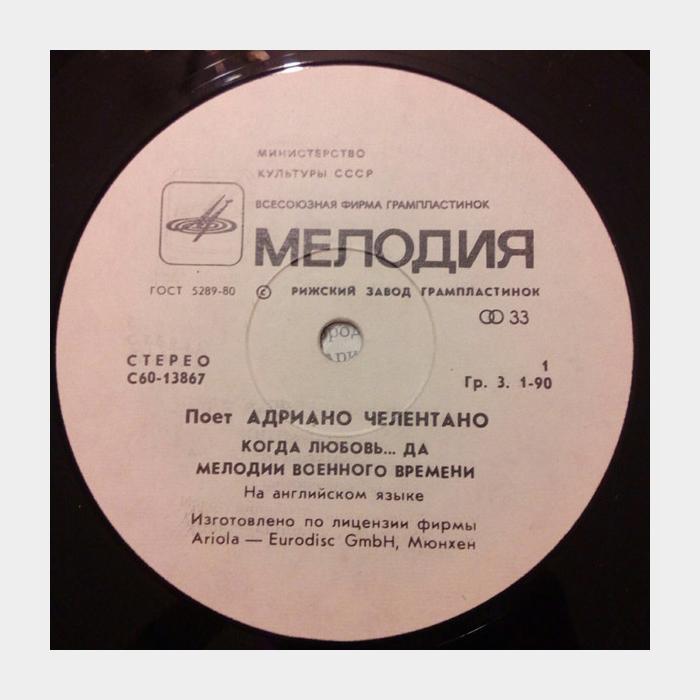 МИНИСТЕРСТВО
КУЛЬТУРЫ СССР
ВСЕСОЮЗНАЯ ФИРМА ГРАМПЛАСТИНОК
МЕЛОДИЯ
ГОСТ 5289-80 © РИЖСКИЙ ЗАВОД ГРАМПЛАСТИНОК
33
СТЕРЕО
С60-13867
1
Гр. 3. 1-90
Поет АДРИАНО ЧЕЛЕНТАНО
КОГДА ЛЮБОВЬ... ДА
МЕЛОДИИ ВОЕННОГО ВРЕМЕНИ
На английском языке
Изготовлено по лицензии фирмы
Ariola — Eurodisc GmbH, Мюнхен